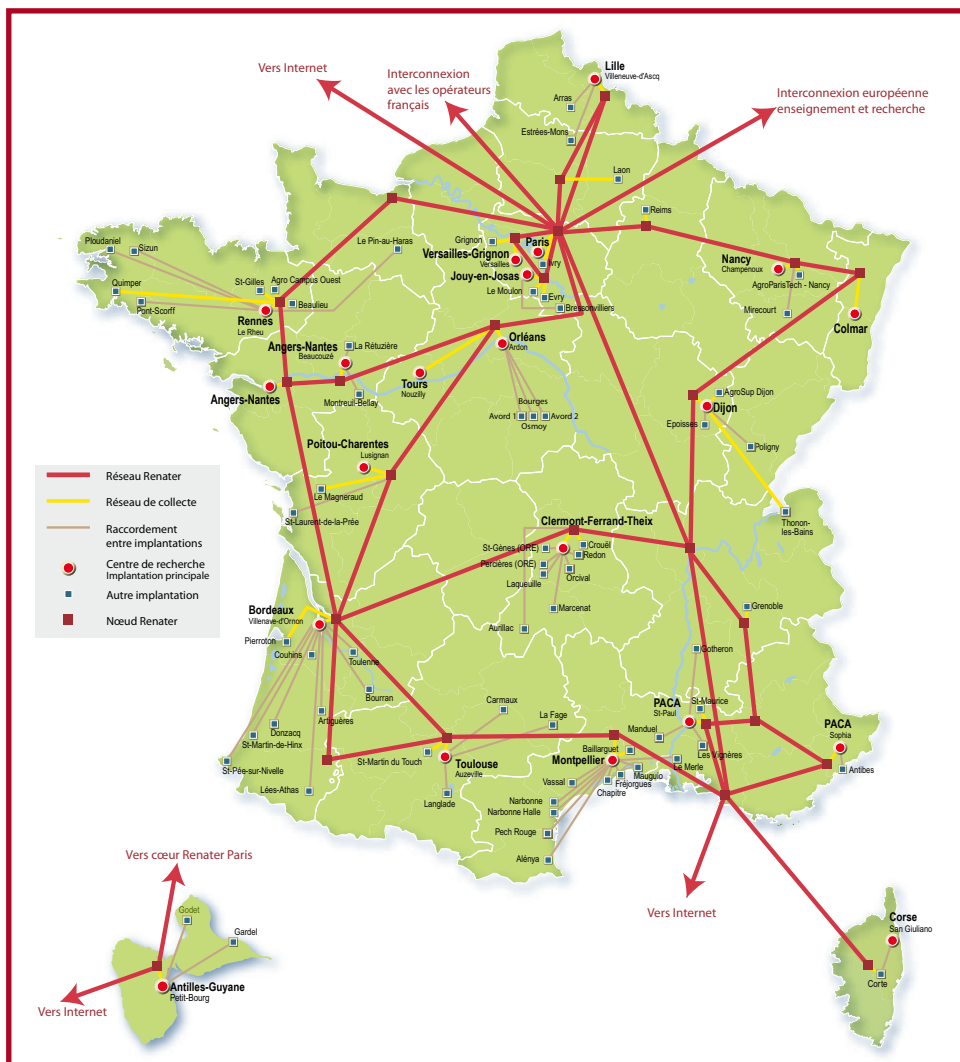 Vers Internet
Interconnexion
avec les opérateurs
français
Lille
Villeneuve-d'Ascq
Interconnexion européenne
enseignement et recherche
Arras
Estrées-Mons
Laon
Reims
Ploudaniel
Sizun
Le Pin-au-Haras
Grignon
Paris
Versailles-Grignon
Versailles
Ivry
Jouy-en-Josas
Nancy
Champenoux
AgroParisTech - Nancy
Quimper
St-Gilles
Agro Campus Ouest
Beaulieu
Le Moulon
Evry
Bressonvilliers
Mirecourt
Colmar
Pont-Scorff
Rennes
Le Rheu
La Rétuzière
Angers-Nantes
Beaucouzé
Orléans
Ardon
Angers-Nantes
Montreuil-Bellay
Tours
Nouzilly
Bourges
Avord 1
Avord 2
Osmoy
AgroSup Dijon
Dijon
Epoisses
Poligny
Poitou-Charentes
Lusignan
Le Magneraud
St-Laurent-de-la-Prée
Thonon-
les-Bains
Réseau Renater
Réseau de collecte
Raccordement
entre implantations
Centre de recherche
Implantation principale
Autre implantation
Nœud Renater
Clermont-Ferrand-Theix
St-Gènes (ORE)
Crouël
Redon
Percières (ORE)
Laqueuille
Orcival
Marcenat
Aurillac
Grenoble
Gotheron
Bordeaux
Villenave-d'Ornon
Pierroton
Couhins
Toulenne
Bourran
Artiguères
Donzacq
St-Martin-de-Hinx
St-Pée-sur-Nivelle
Lées-Athas
Carmaux
La Fage
St-Martin du Touch
Toulouse
Auzeville
Langlade
PACA
St-Paul
St-Maurice
Manduel
Les Vignères
Baillarguet
Montpellier
Le Merle
Mauguio
Fréjorgues
Chapitre
Vassal
Narbonne
Narbonne Halle
Pech Rouge
Alénya
PACA
Sophia
Antibes
Vers cœur Renater Paris
Vers Internet
Godet
Gardel
Antilles-Guyane
Petit-Bourg
Vers Internet
Corse
San Giuliano
Corte